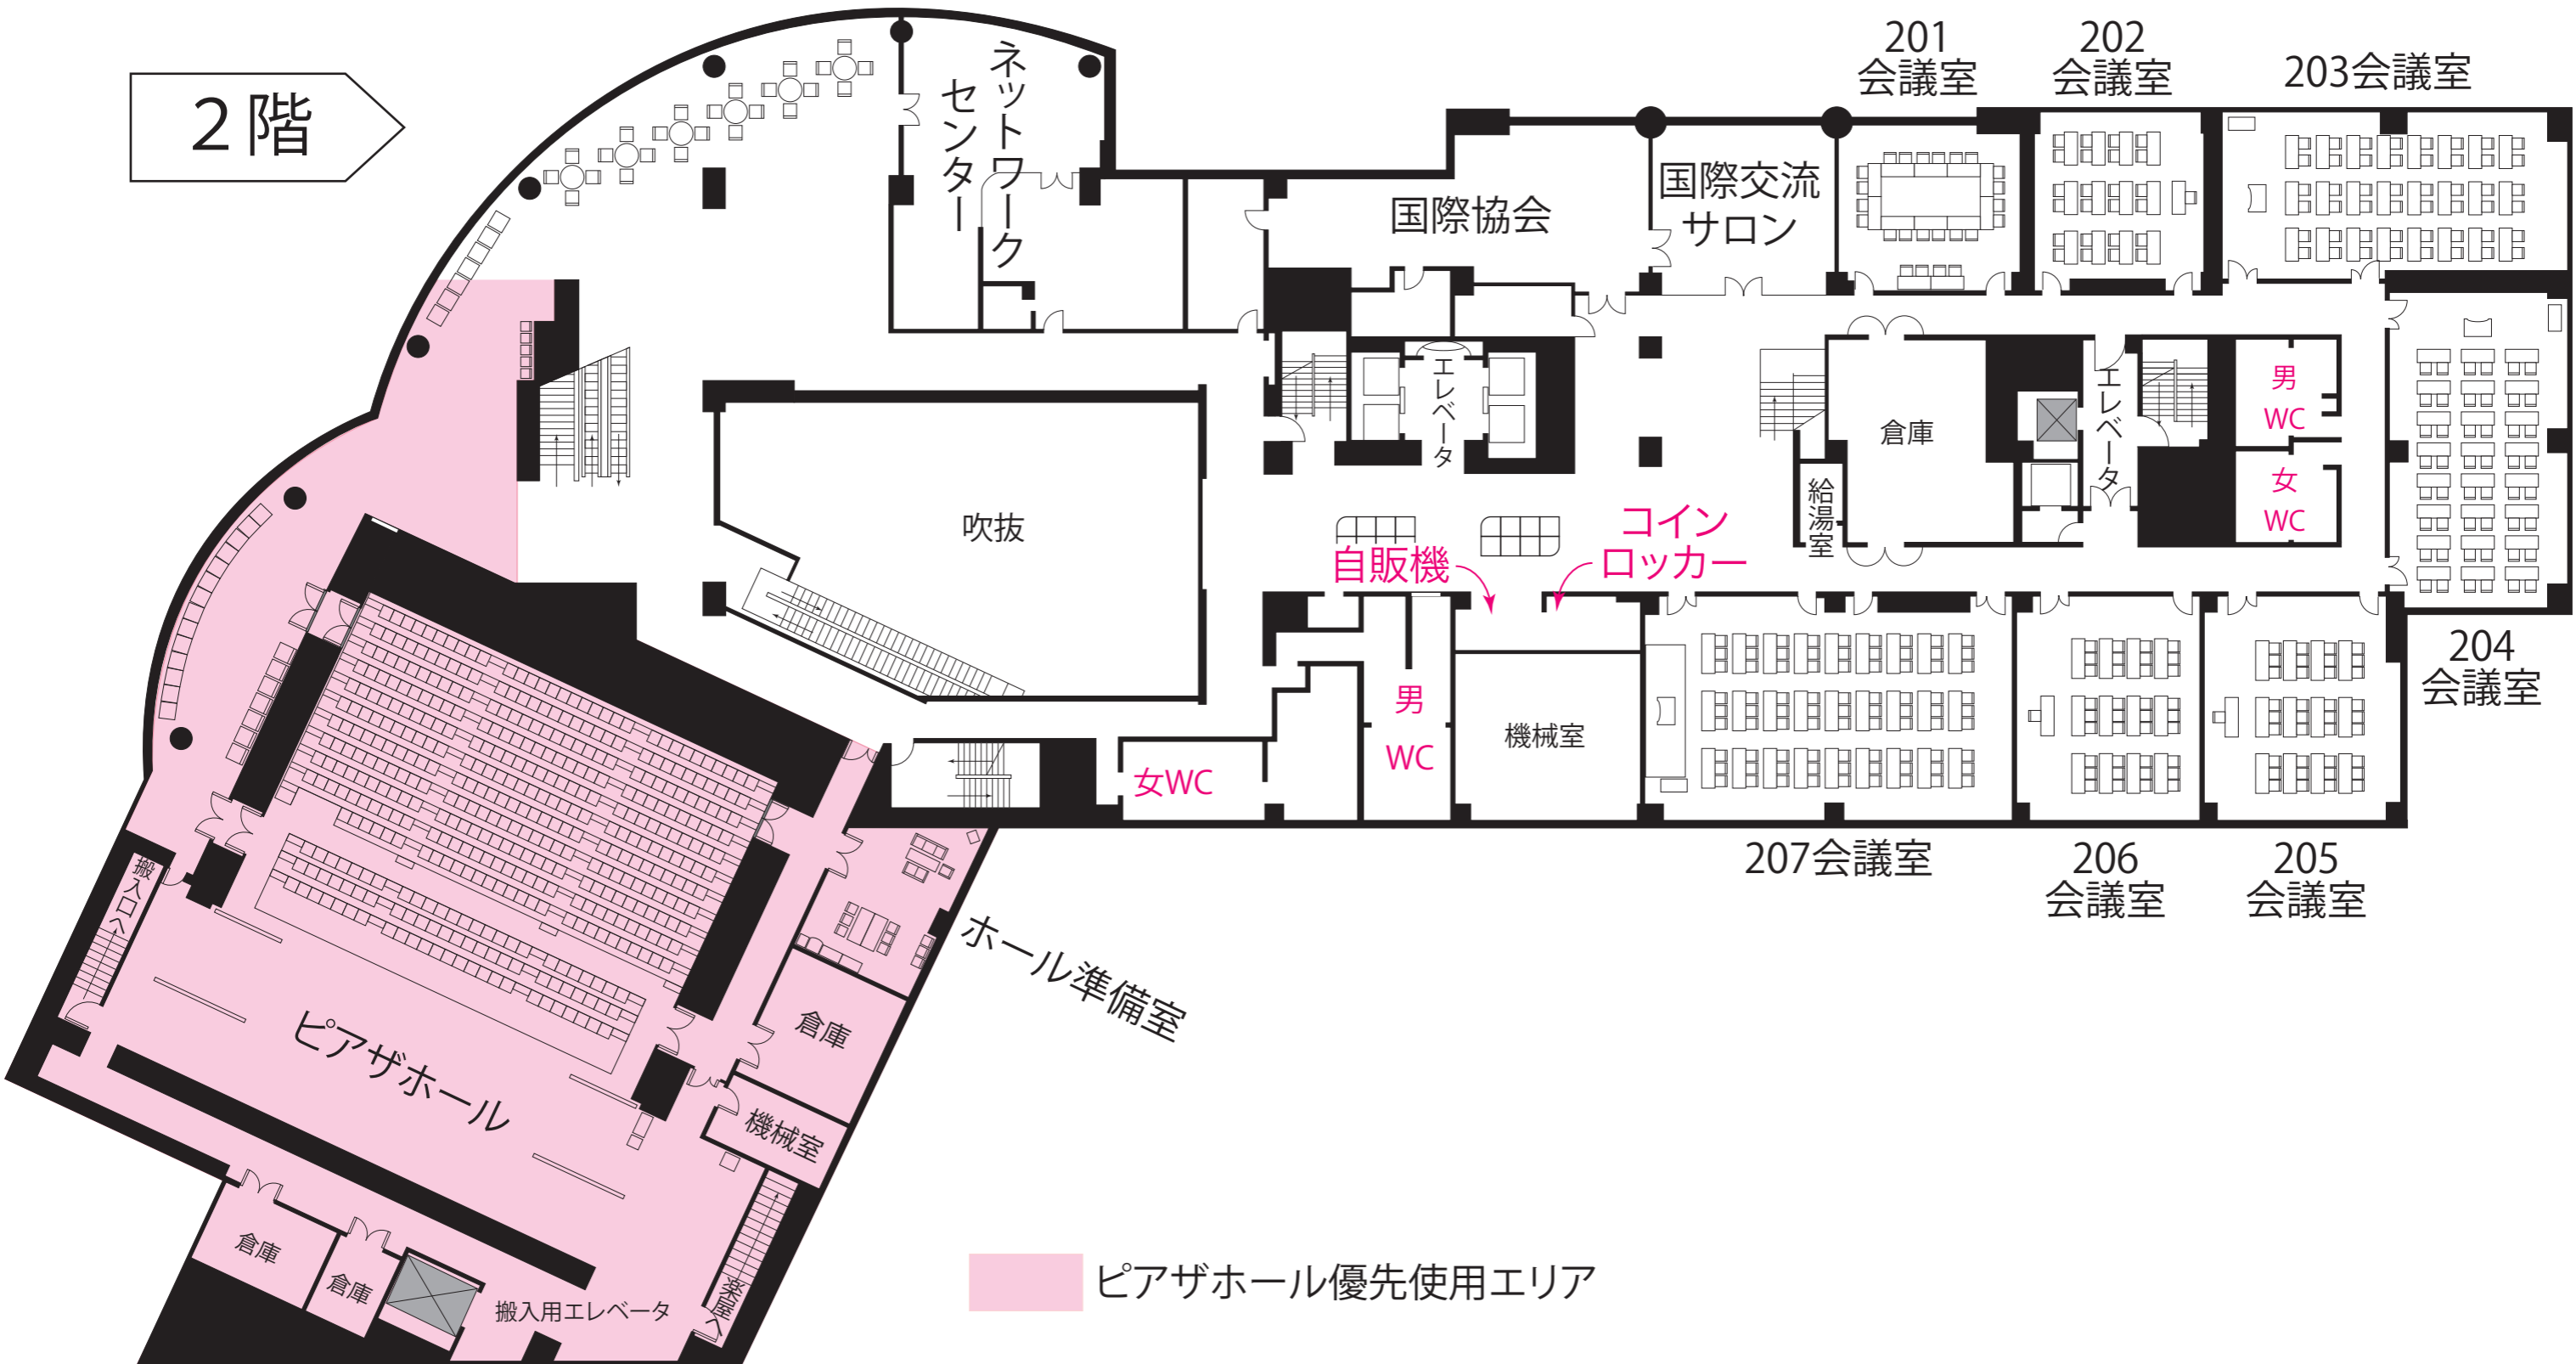 2階
ネットワーク
センター
201
会議室
202
会議室
203会議室
国際協会
国際交流
サロン
エレベータ
倉庫
エレベータ
男
WC
女
WC
給湯室
吹抜
コイン
ロッカー
自販機
204
会議室
男
WC
女WC
機械室
207会議室
206
会議室
205
会議室
搬入口へ
ホール準備室
倉庫
ピアザホール
機械室
倉庫
倉庫
搬入用エレベータ
楽屋へ
ピアザホール優先使用エリア